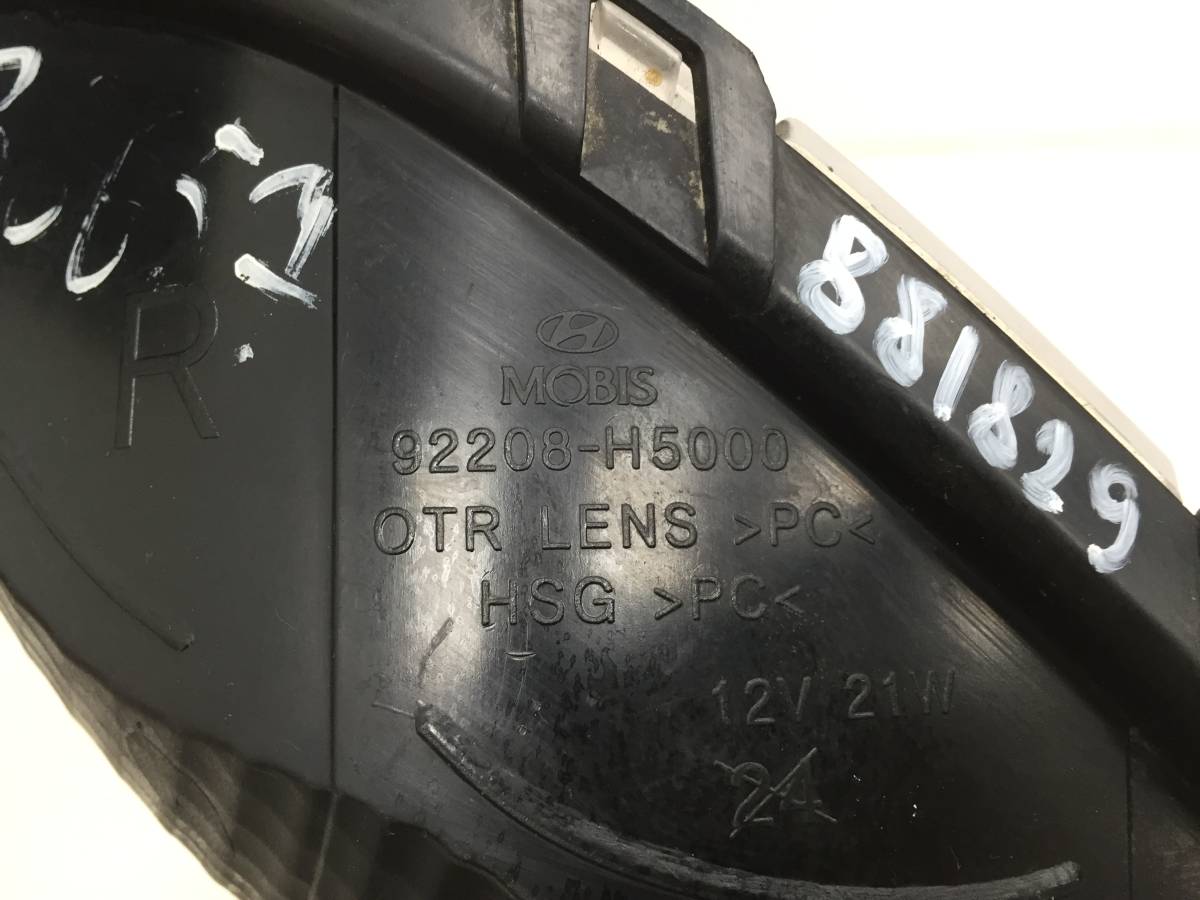 R
MOBIS
92208-H5000
OTR LENS >PC<
HSG >PC<
12V 21W
24
881829